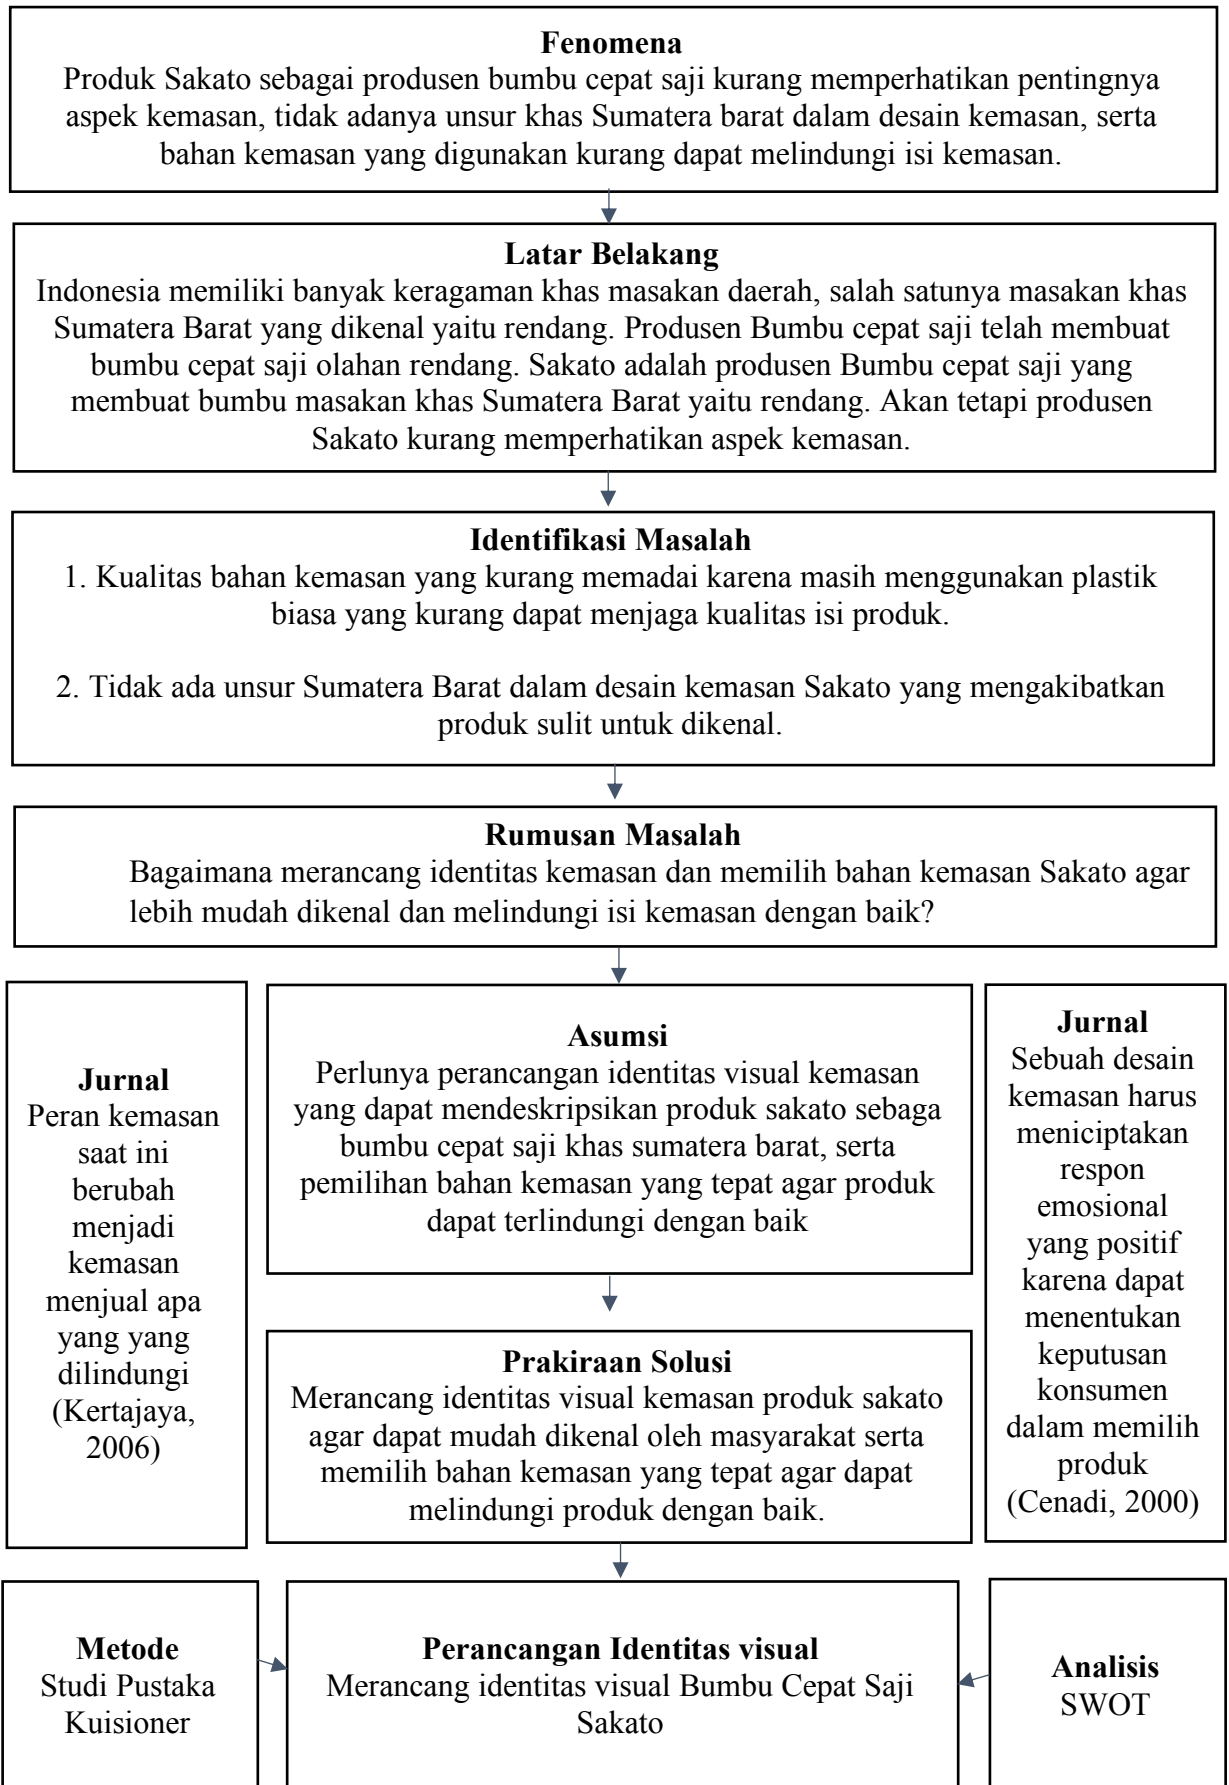 Fenomena
Produk Sakato sebagai produsen bumbu cepat saji kurang memperhatikan pentingnya
aspek kemasan, tidak adanya unsur khas Sumatera barat dalam desain kemasan, serta
bahan kemasan yang digunakan kurang dapat melindungi isi kemasan.
Latar Belakang
Indonesia memiliki banyak keragaman khas masakan daerah, salah satunya masakan khas
Sumatera Barat yang dikenal yaitu rendang. Produsen Bumbu cepat saji telah membuat
bumbu cepat saji olahan rendang. Sakato adalah produsen Bumbu cepat saji yang
membuat bumbu masakan khas Sumatera Barat yaitu rendang. Akan tetapi produsen
Sakato kurang memperhatikan aspek kemasan.
Identifikasi Masalah
1. Kualitas bahan kemasan yang kurang memadai karena masih menggunakan plastik
biasa yang kurang dapat menjaga kualitas isi produk.
2. Tidak ada unsur Sumatera Barat dalam desain kemasan Sakato yang mengakibatkan
produk sulit untuk dikenal.
Rumusan Masalah
Bagaimana merancang identitas kemasan dan memilih bahan kemasan Sakato agar
lebih mudah dikenal dan melindungi isi kemasan dengan baik?
Jurnal
Peran kemasan
saat ini
berubah
menjadi
kemasan
menjual apa
yang yang
dilindungi
(Kertajaya,
2006)
Asumsi
Perlunya perancangan identitas visual kemasan
yang dapat mendeskripsikan produk sakato sebaga
bumbu cepat saji khas sumatera barat, serta
pemilihan bahan kemasan yang tepat agar produk
dapat terlindungi dengan baik
Jurnal
Sebuah desain
kemasan harus
meniciptakan
respon
emosional
yang positif
karena dapat
menentukan
keputusan
konsumen
dalam memilih
produk
(Cenadi, 2000)
Prakiraan Solusi
Merancang identitas visual kemasan produk sakato
agar dapat mudah dikenal oleh masyarakat serta
memilih bahan kemasan yang tepat agar dapat
melindungi produk dengan baik.
Metode
Studi Pustaka
Kuisioner
Perancangan Identitas visual
Merancang identitas visual Bumbu Cepat Saji
Sakato
Analisis
SWOT